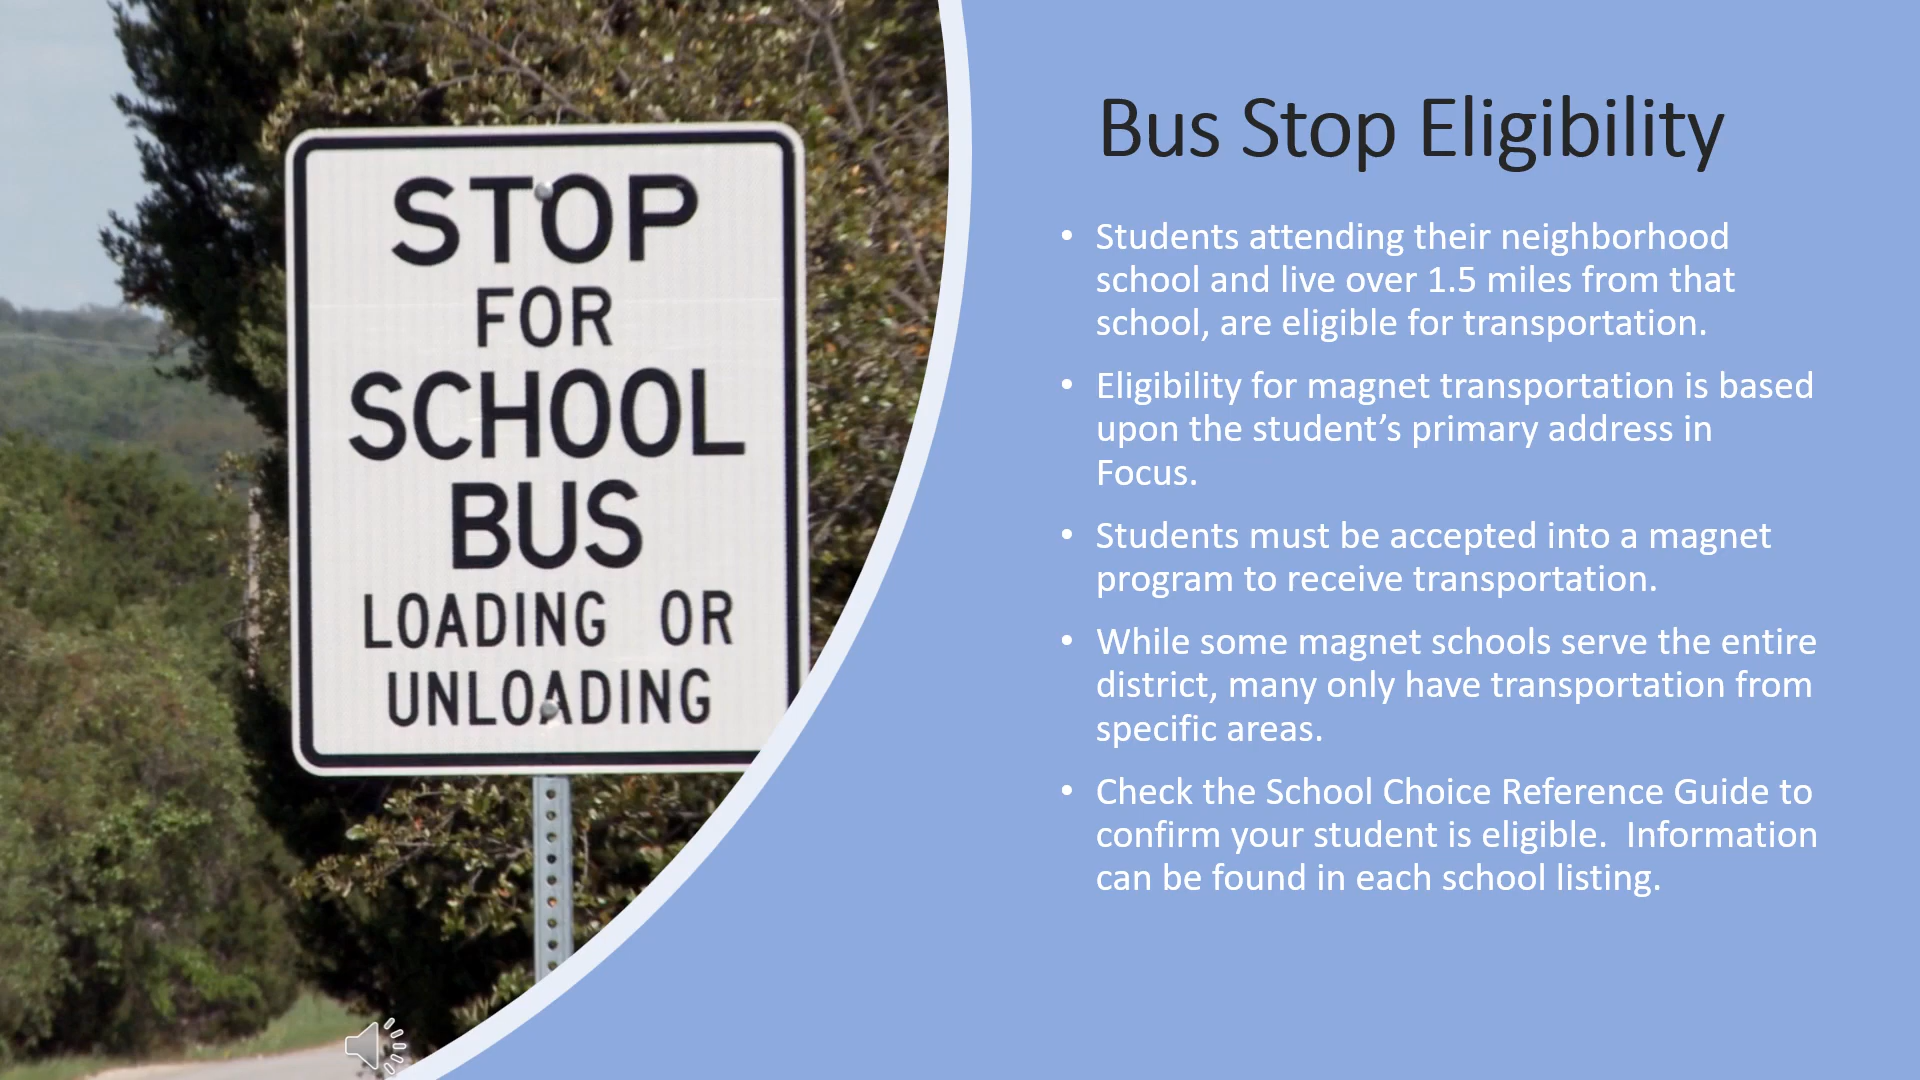 STOP
FOR
SCHOOL
BUS
LOADING OR
UNLOADING
Bus Stop Eligibility
• Students attending their neighborhood
school and live over 1.5 miles from that
school, are eligible for transportation.
• Eligibility for magnet transportation is based
upon the student’s primary address in
Focus.
• Students must be accepted into a magnet
program to receive transportation.
• While some magnet schools serve the entire
district, many only have transportation from
specific areas.
• Check the School Choice Reference Guide to
confirm your student is eligible.  Information
can be found in each school listing.